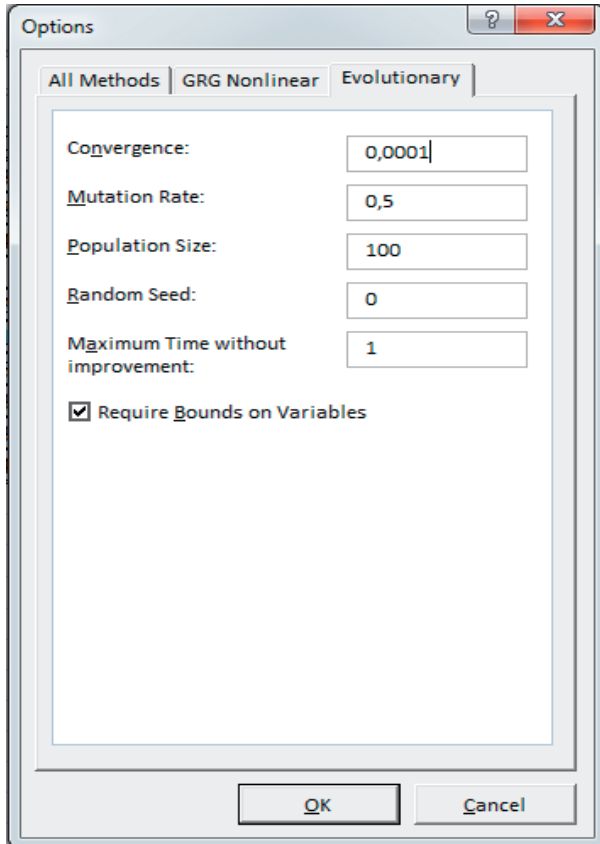 Options
All Methods GRG Nonlinear Evolutionary
Convergence: 0,0001
Mutation Rate: 0,5
Population Size: 100
Random Seed: 0
Maximum Time without improvement: 1
Require Bounds on Variables
OK Cancel